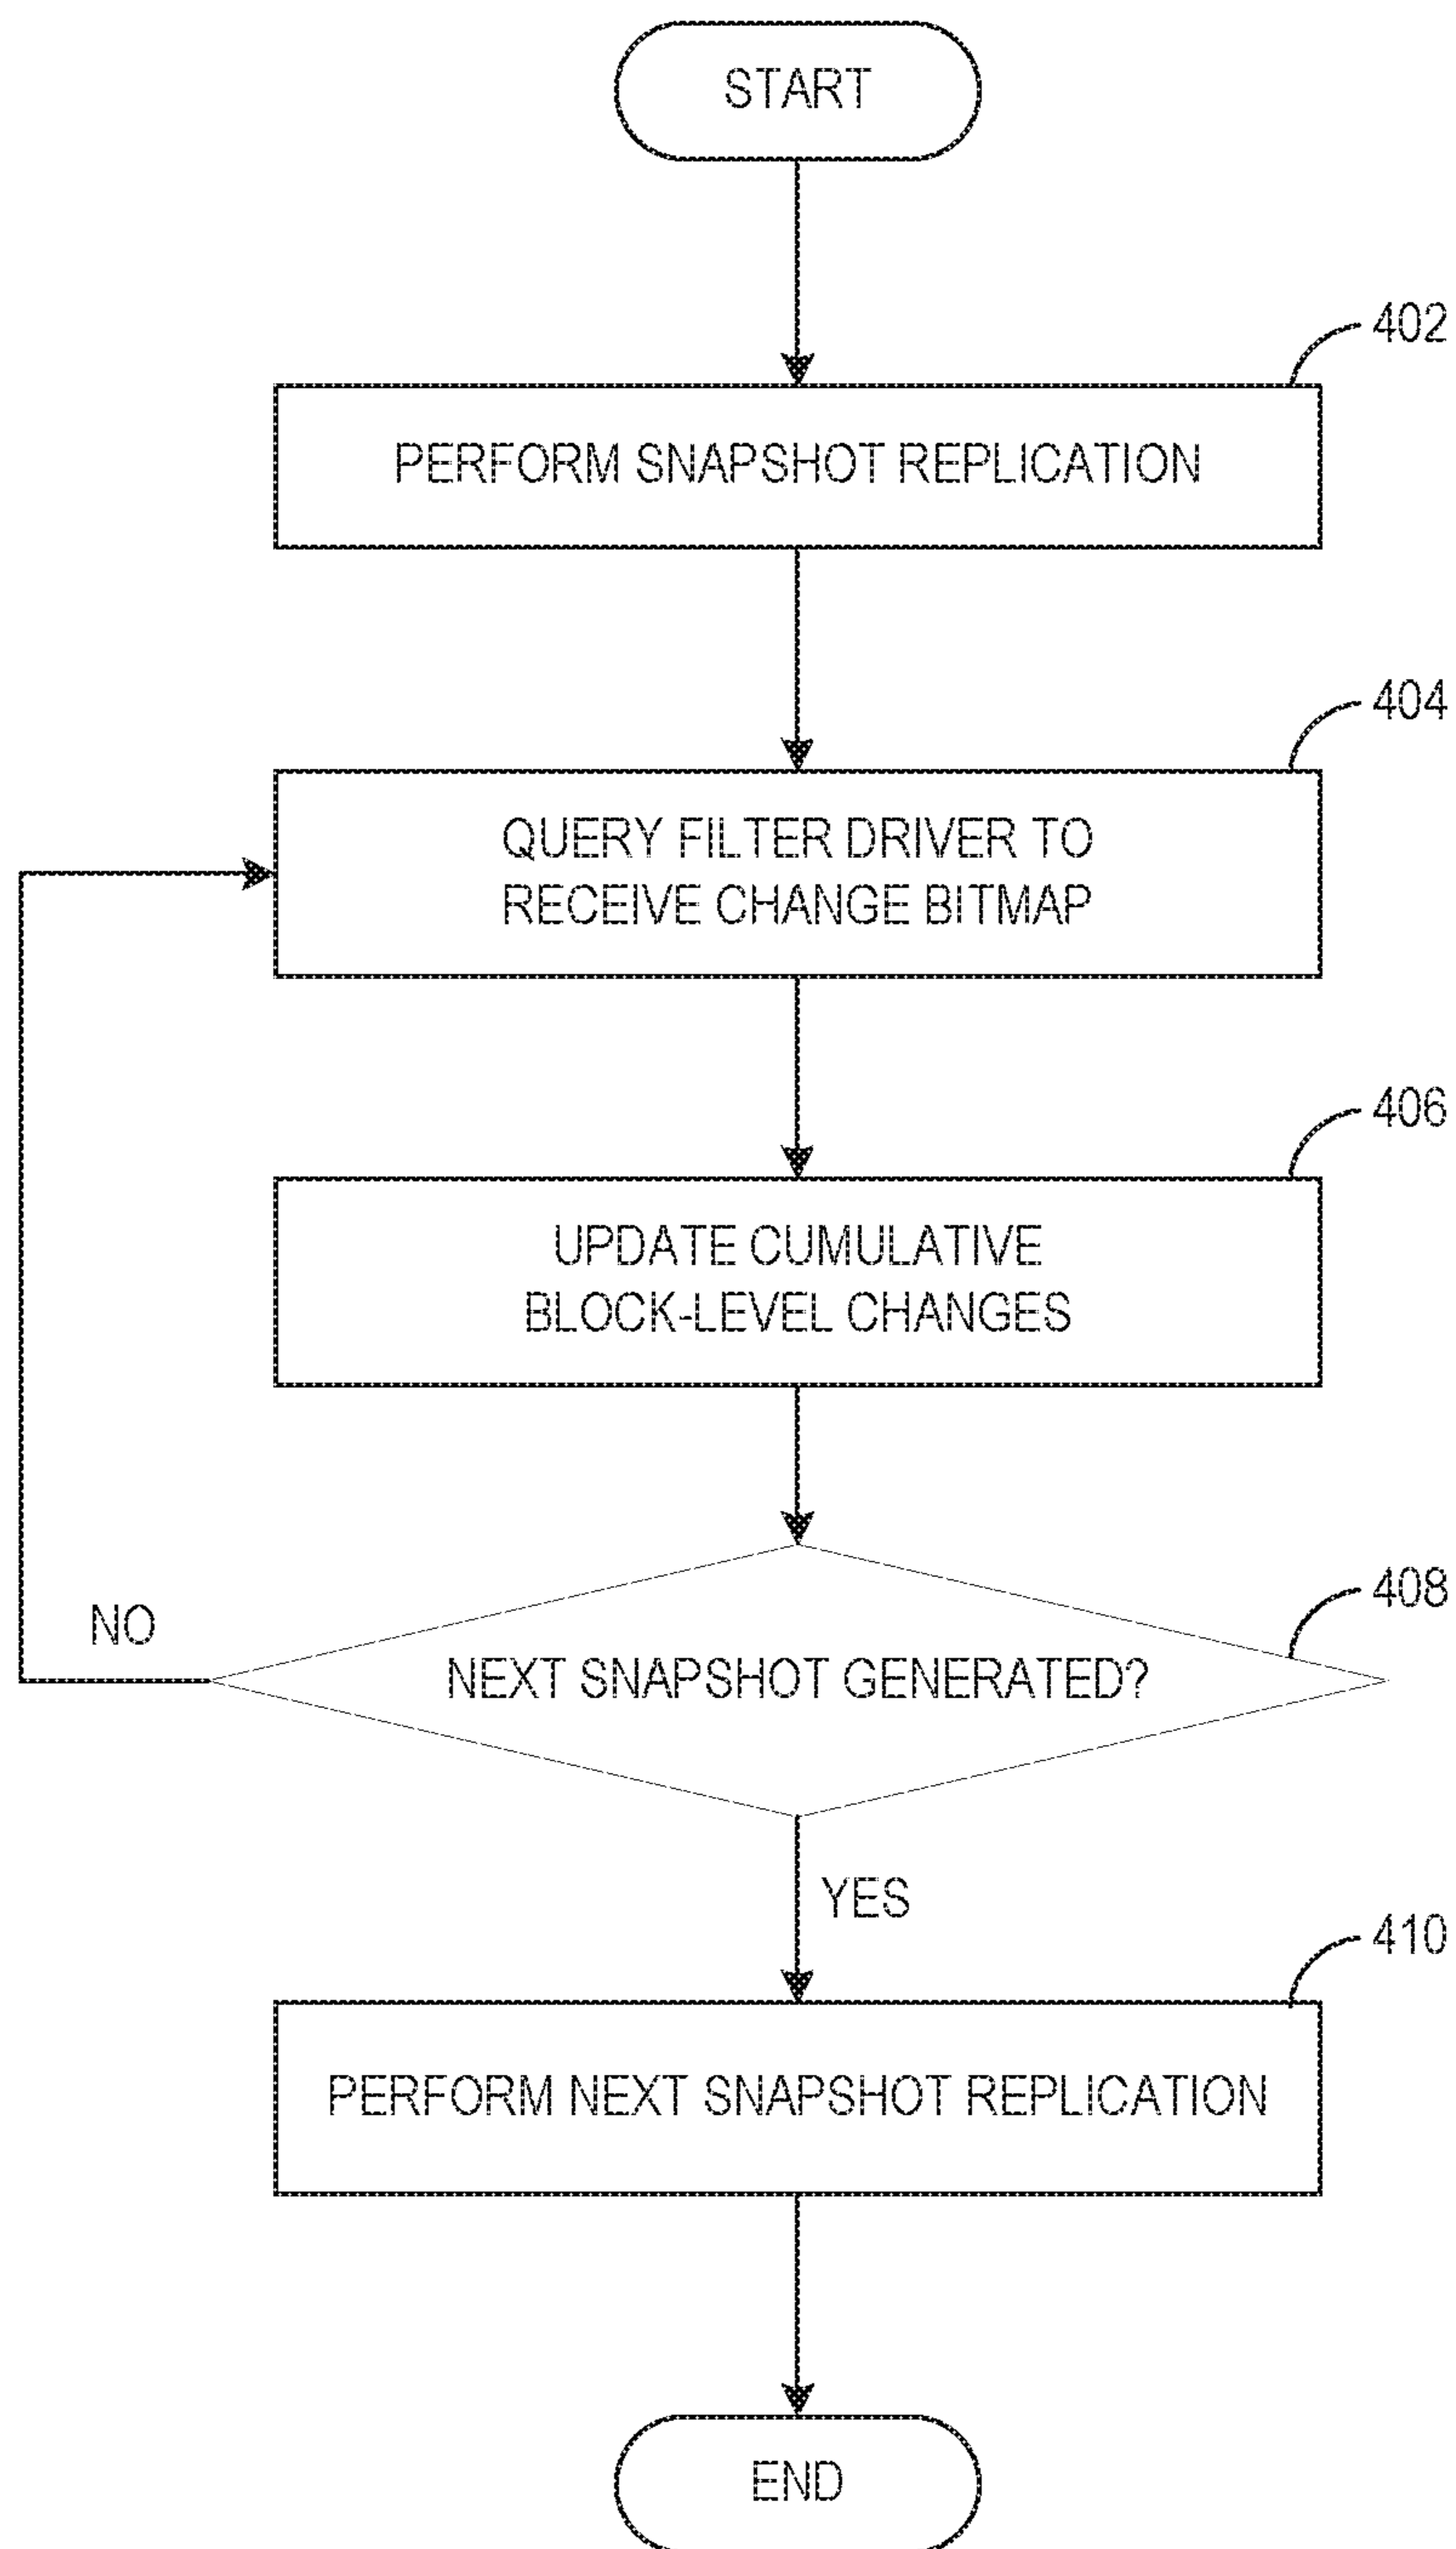 START
402
PERFORM SNAPSHOT REPLICATION
404
QUERY FILTER DRIVER TO
RECEIVE CHANGE BITMAP
406
UPDATE CUMULATIVE
BLOCK-LEVEL CHANGES
408
NO
NEXT SNAPSHOT GENERATED?
YES
410
PERFORM NEXT SNAPSHOT REPLICATION
END